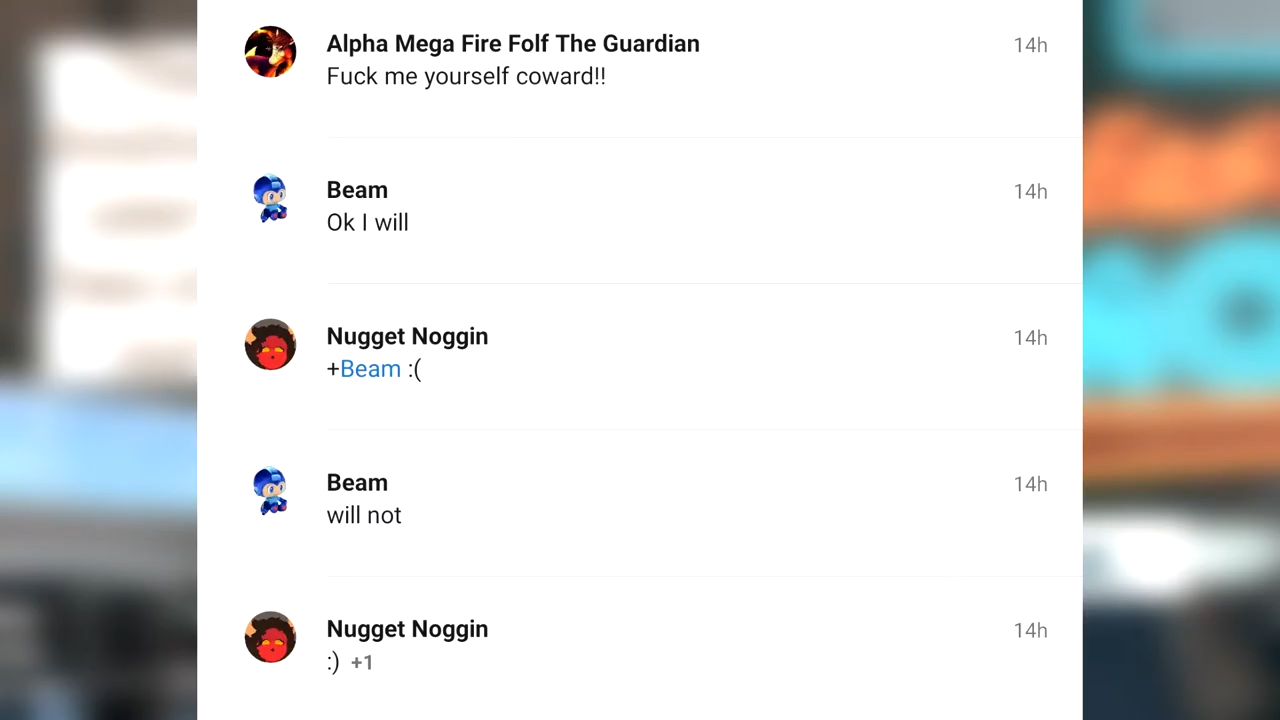 Alpha Mega Fire Folf The Guardian 14h
Fuck me yourself coward!!
Beam 14h
Ok I will
Nugget Noggin 14h
+Beam :(
Beam 14h
will not
Nugget Noggin 14h
:) +1